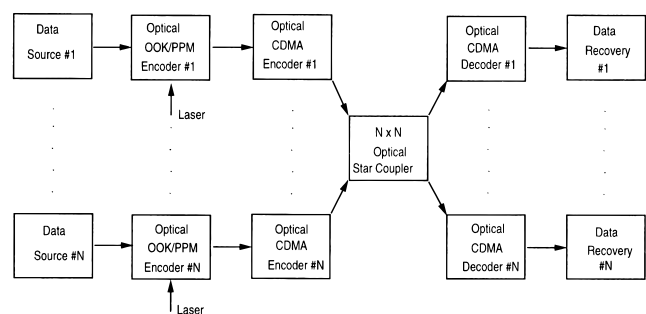 Data
Source #1
Optical
OOK/PPM
Encoder #1
Optical
CDMA
Encoder #1
Optical
CDMA
Decoder #1
Data
Recovery
#1
Laser
N x N
Optical
Star Coupler
Data
Source #N
Optical
OOK/PPM
Encoder #N
Optical
CDMA
Encoder #N
Optical
CDMA
Decoder #N
Data
Recovery
#N
Laser